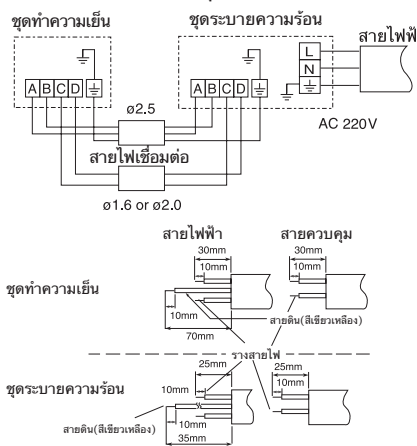 ชุดทำความเย็น
ชุดระบายความร้อน
สายไฟฟ้า
L
N
A B C D
A B C D
ø2.5
AC 220V
สายไฟเชื่อมต่อ
ø1.6 or ø2.0
สายไฟฟ้า
สายควบคุม
30mm
30mm
10mm
10mm
ชุดทำความเย็น
10mm
สายดิน(สีเขียวเหลือง)
70mm
รางสายไฟ
25mm
25mm
ชุดระบายความร้อน
10mm
10mm
สายดิน(สีเขียวเหลือง)
10mm
35mm